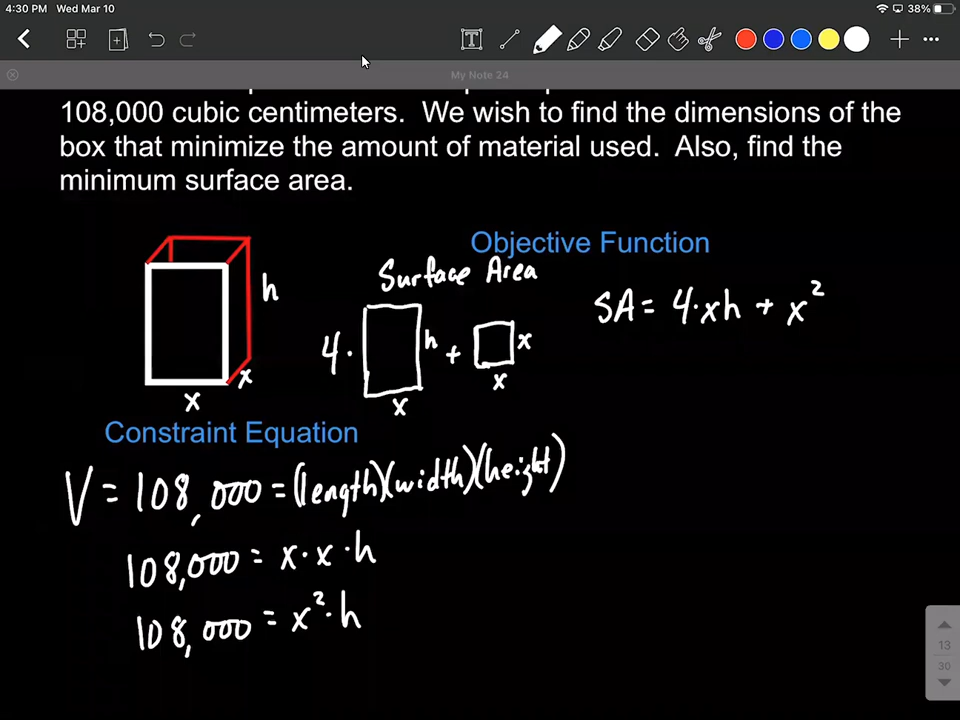 4:30 PM Wed Mar 10 38%
My Note 24
108,000 cubic centimeters. We wish to find the dimensions of the
box that minimize the amount of material used. Also, find the
minimum surface area.
Objective Function
Surface Area
SA = 4·xh + x²
h
x
x
4· h + x
x
x
Constraint Equation
V = 108,000 = (length)(width)(height)
108,000 = x·x·h
108,000 = x²·h
13
30